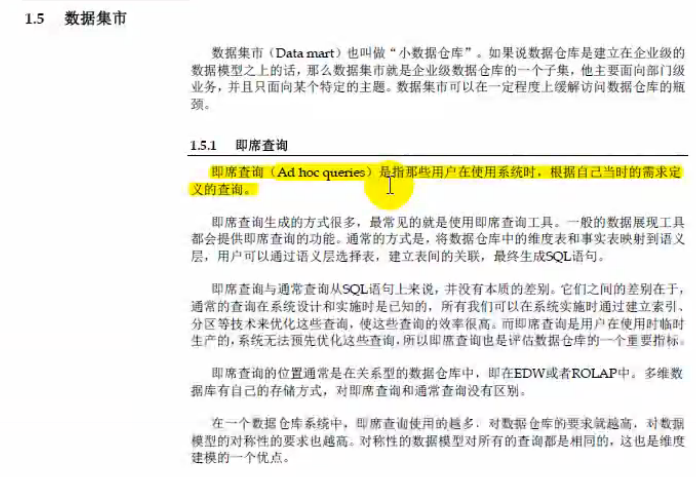 1.5 数据集市
数据集市（Data mart）也叫做“小数据仓库”。如果说数据仓库是建立在企业级的
数据模型之上的话，那么数据集市就是企业级数据仓库的一个子集，他主要面向部门级
业务，并且只面向某个特定的主题。数据集市可以在一定程度上缓解访问数据仓库的瓶
颈。
1.5.1 即席查询
即席查询（Ad hoc queries）是指那些用户在使用系统时，根据自己当时的需求定
义的查询。
即席查询生成的方式很多，最常见的就是使用即席查询工具。一般的数据展现工具
都会提供即席查询的功能。通常的方式是，将数据仓库中的维度表和事实表映射到语义
层，用户可以通过语义层选择表，建立表间的关联，最终生成SQL语句。
即席查询与通常查询从SQL语句上来说，并没有本质的差别。它们之间的差别在于，
通常的查询在系统设计和实施时是已知的，所有我们可以在系统实施时通过建立索引、
分区等技术来优化这些查询，使这些查询的效率很高。而即席查询是用户在使用时临时
生产的，系统无法预先优化这些查询，所以即席查询也是评估数据仓库的一个重要指标。
即席查询的位置通常是在关系型的数据仓库中，即在EDW或者ROLAP中。多维数
据库有自己的存储方式，对即席查询和通常查询没有区别。
在一个数据仓库系统中，即席查询使用的越多，对数据仓库的要求就越高，对数据
模型的对称性的要求也越高。对称性的数据模型对所有的查询都是相同的，这也是维度
建模的一个优点。